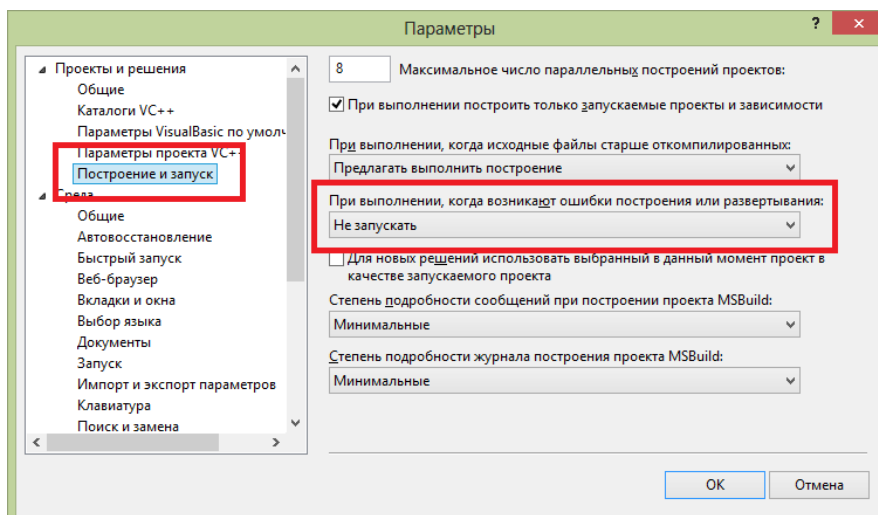 Параметры
?
×
Проекты и решения
Общие
Каталоги VC++
Параметры VisualBasic по умолч
Параметры проекта VC+
Построение и запуск
Среда
Общие
Автовосстановление
Быстрый запуск
Веб-браузер
Вкладки и окна
Выбор языка
Документы
Запуск
Импорт и экспорт параметров
Клавиатура
Поиск и замена
8 Максимальное число параллельных построений проектов:
При выполнении построить только запускаемые проекты и зависимости
При выполнении, когда исходные файлы старше откомпилированных:
Предлагать выполнить построение
При выполнении, когда возникают ошибки построения или развертывания:
Не запускать
Для новых решений использовать выбранный в данный момент проект в
качестве запускаемого проекта
Степень подробности сообщений при построении проекта MSBuild:
Минимальные
Степень подробности журнала построения проекта MSBuild:
Минимальные
OK
Отмена